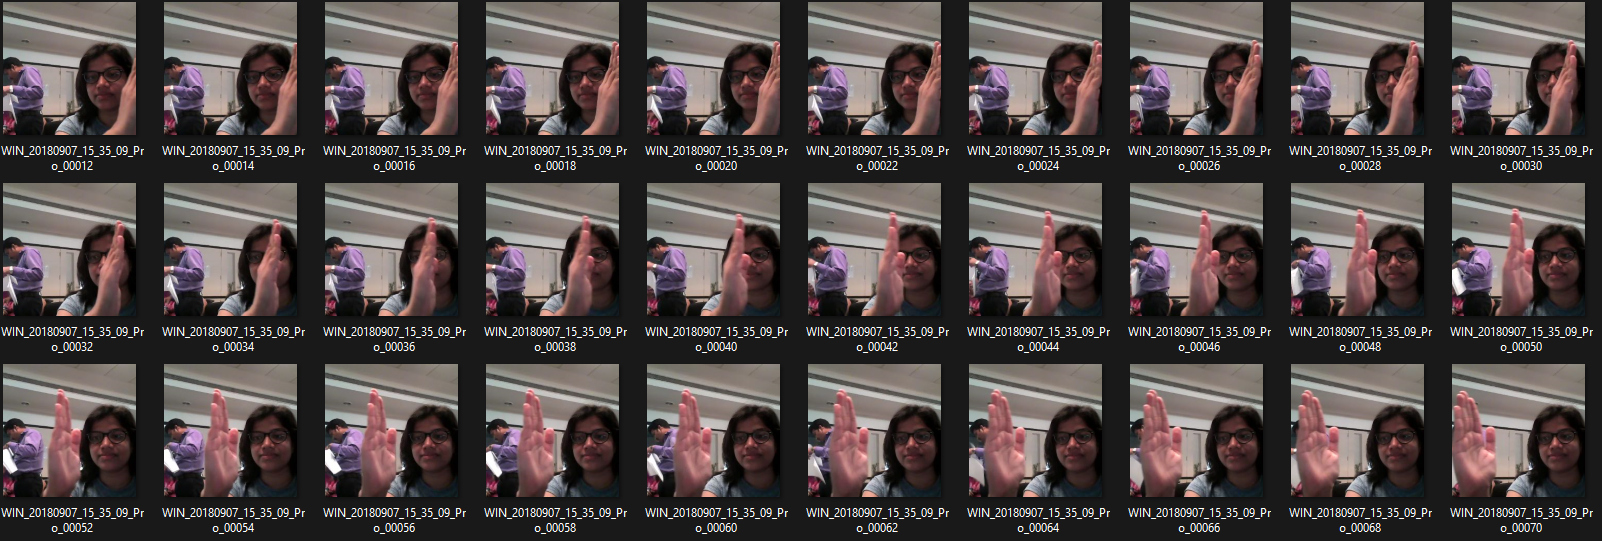 WIN_20180907_15_35_09_Pr
o_00012
WIN_20180907_15_35_09_Pr
o_00014
WIN_20180907_15_35_09_Pr
o_00016
WIN_20180907_15_35_09_Pr
o_00018
WIN_20180907_15_35_09_Pr
o_00020
WIN_20180907_15_35_09_Pr
o_00022
WIN_20180907_15_35_09_Pr
o_00024
WIN_20180907_15_35_09_Pr
o_00026
WIN_20180907_15_35_09_Pr
o_00028
WIN_20180907_15_35_09_Pr
o_00030
WIN_20180907_15_35_09_Pr
o_00032
WIN_20180907_15_35_09_Pr
o_00034
WIN_20180907_15_35_09_Pr
o_00036
WIN_20180907_15_35_09_Pr
o_00038
WIN_20180907_15_35_09_Pr
o_00040
WIN_20180907_15_35_09_Pr
o_00042
WIN_20180907_15_35_09_Pr
o_00044
WIN_20180907_15_35_09_Pr
o_00046
WIN_20180907_15_35_09_Pr
o_00048
WIN_20180907_15_35_09_Pr
o_00050
WIN_20180907_15_35_09_Pr
o_00052
WIN_20180907_15_35_09_Pr
o_00054
WIN_20180907_15_35_09_Pr
o_00056
WIN_20180907_15_35_09_Pr
o_00058
WIN_20180907_15_35_09_Pr
o_00060
WIN_20180907_15_35_09_Pr
o_00062
WIN_20180907_15_35_09_Pr
o_00064
WIN_20180907_15_35_09_Pr
o_00066
WIN_20180907_15_35_09_Pr
o_00068
WIN_20180907_15_35_09_Pr
o_00070